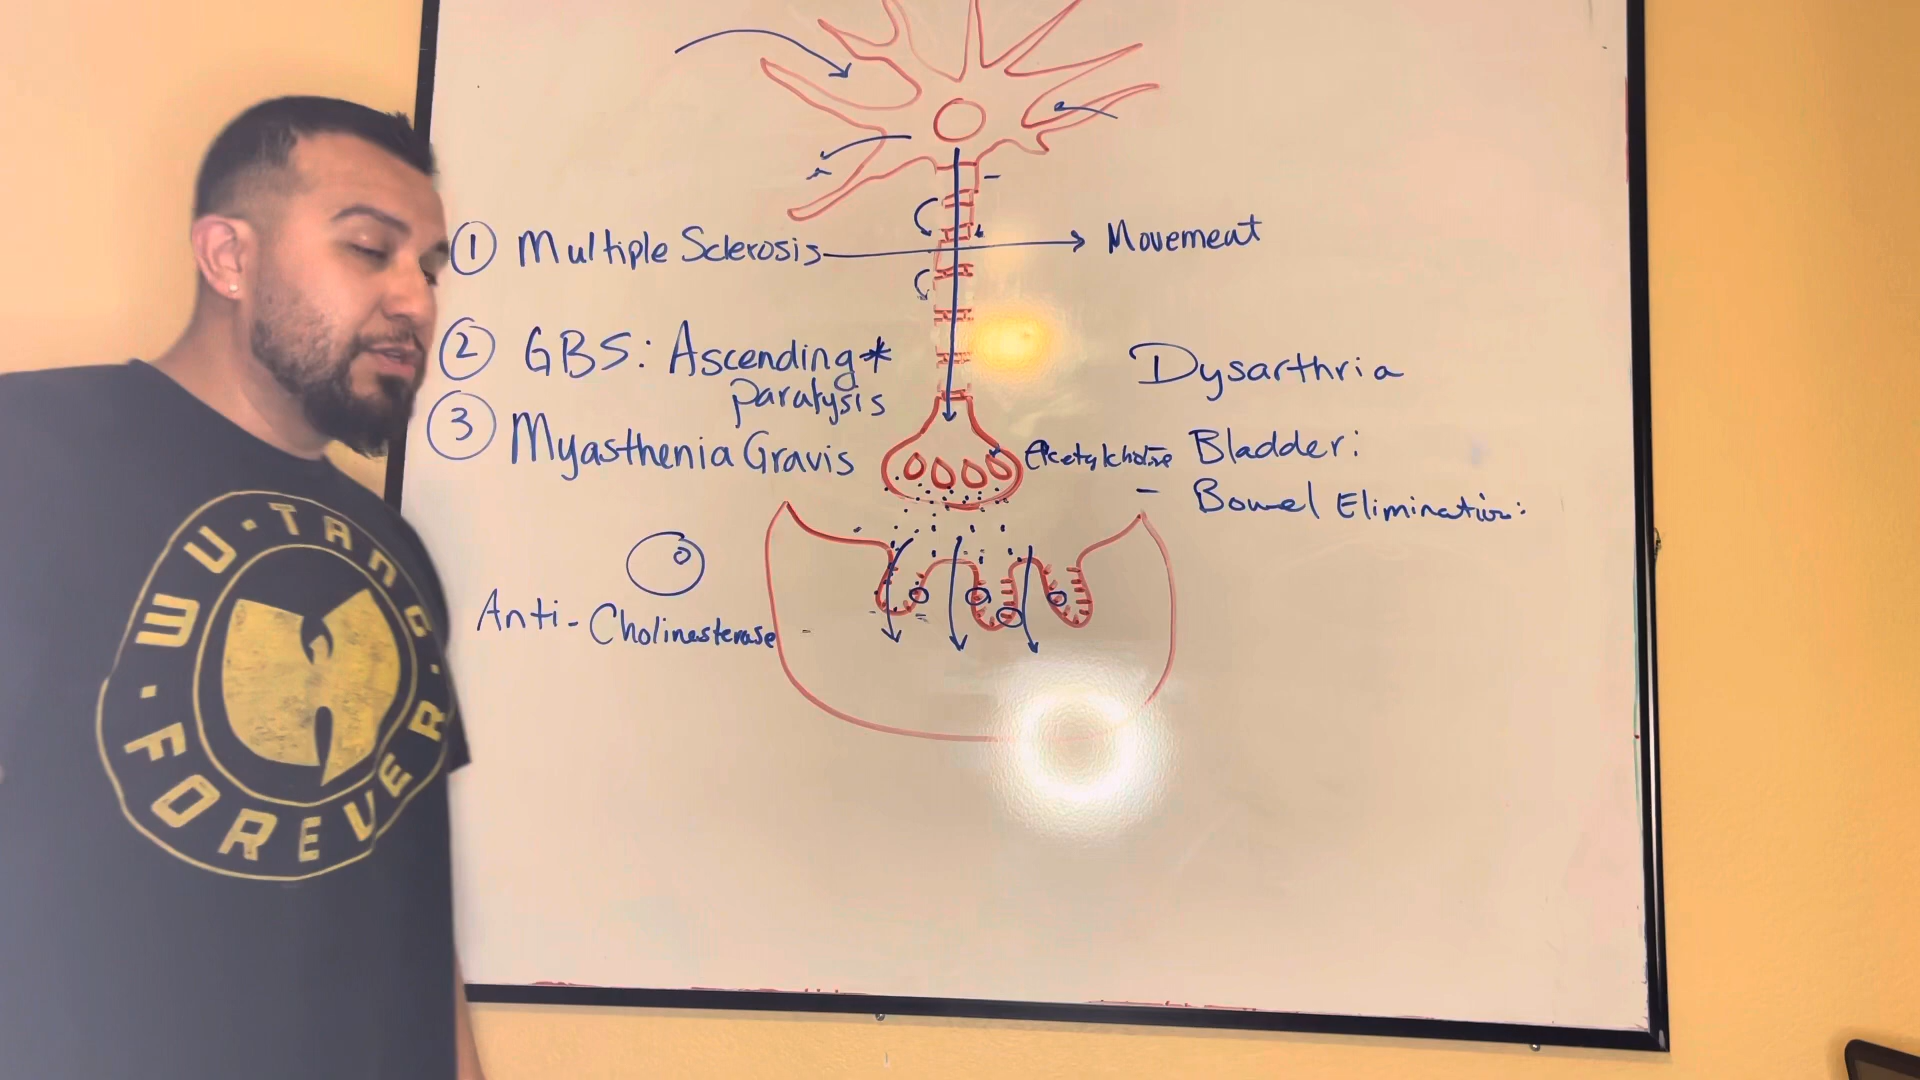 ① Multiple Sclerosis
Movement
② GBS: Ascending*
paralysis
③ Myasthenia Gravis
Dysarthria
Acetylcholine
Bladder:
- Bowel Elimination:
Anti-Cholinesterase -
WU·TANG·
FOREVER·